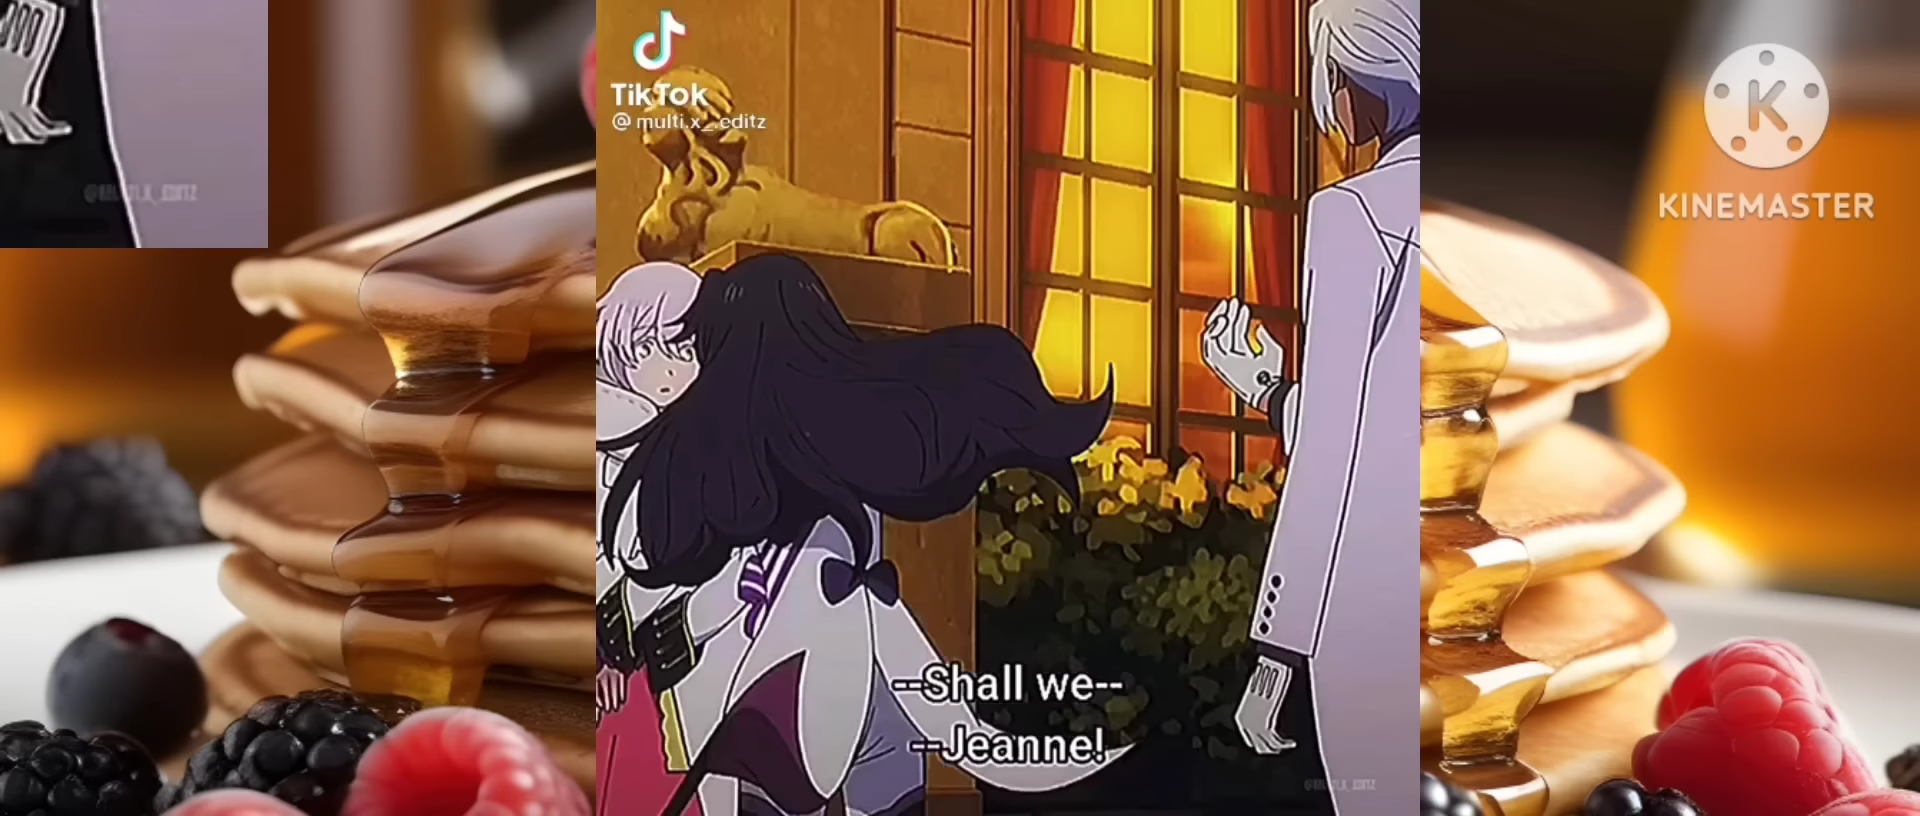 TikTok
@multi.x_.editz
K
KINEMASTER
--Shall we--
--Jeanne!